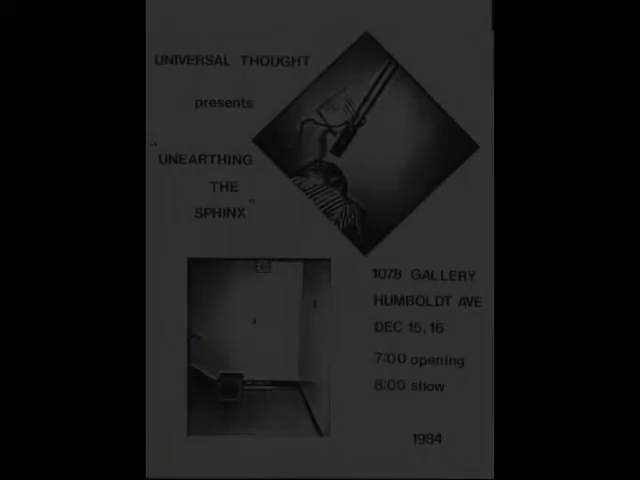 UNIVERSAL THOUGHT
presents
"UNEARTHING
THE
SPHINX"
EXIT
1078 GALLERY
HUMBOLDT AVE
DEC 15, 16
7:00 opening
8:00 show
1984